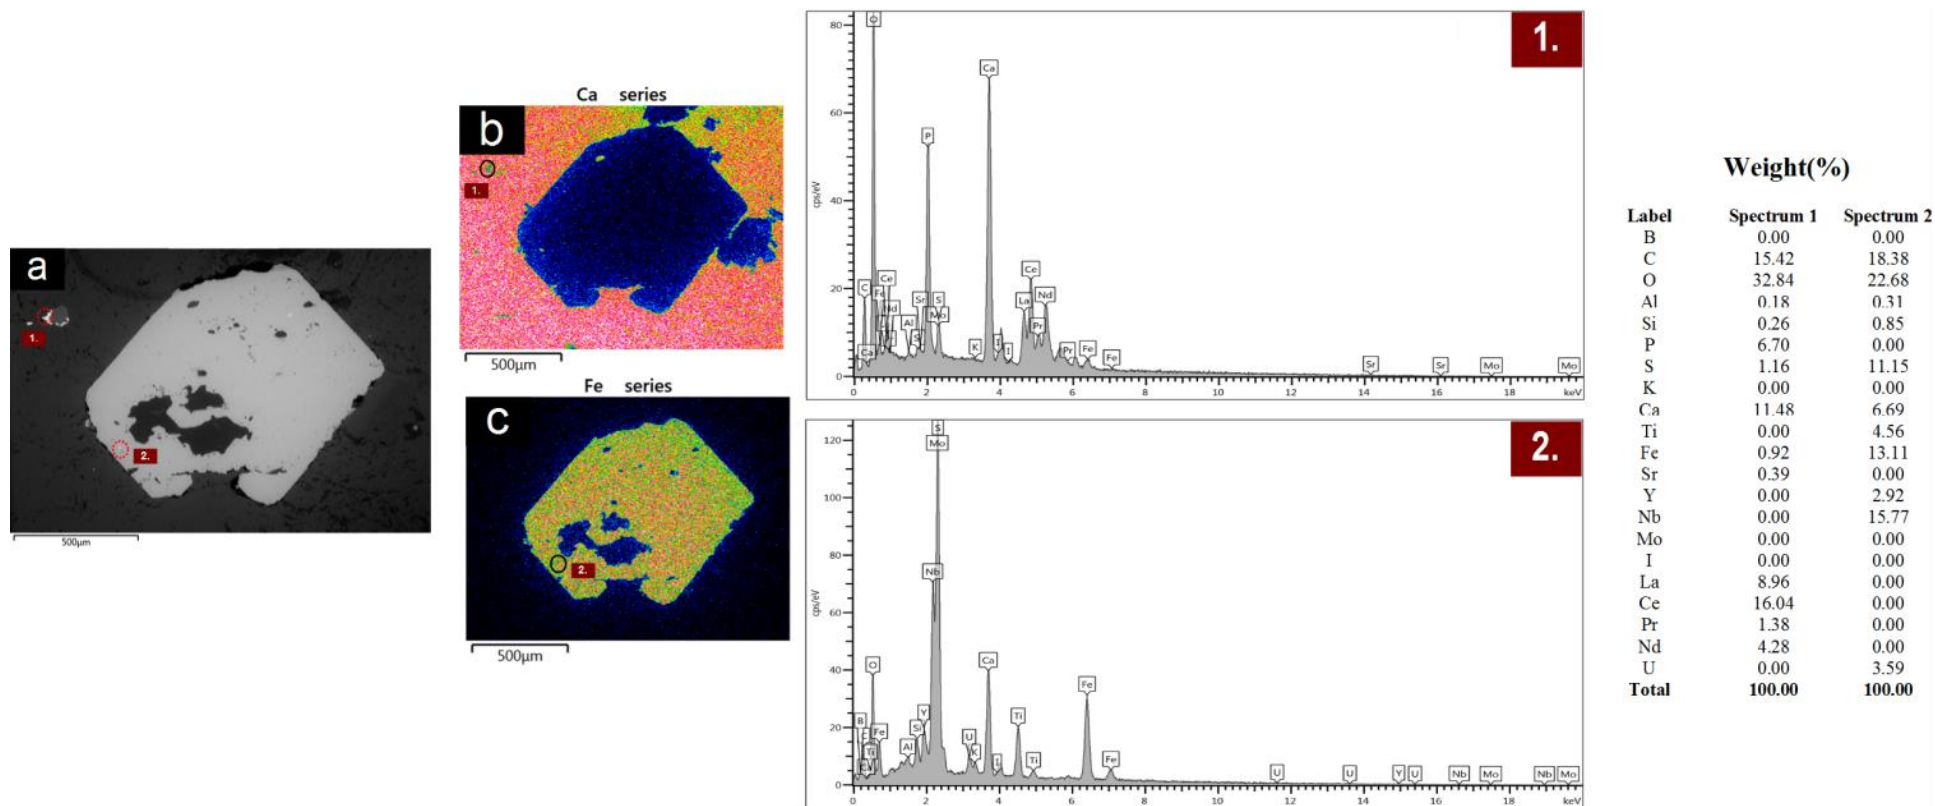 a
1.
2.
500μm
Ca series
b
1.
500μm
Fe series
c
2.
500μm
1.
cps/eV
80
60
40
20
0
O
Ca
P
Ce
C
Fe
Nd
Sr
S
Mo
Al
S
Ca
K
I
I
La
Ce
Nd
Pr
Pr
Fe
Fe
Sr
Sr
Mo
Mo
0 2 4 6 8 10 12 14 16 18 keV
2.
cps/eV
120
100
80
60
40
20
0
S
Mo
Nb
O
Ca
Fe
B
C
Fe
Ti
Ca
Al
Si
Y
U
K
I
Ti
Ti
Fe
U
U
Y
U
Nb
Mo
Nb
Mo
0 2 4 6 8 10 12 14 16 18 keV
Weight(%)
Label Spectrum 1 Spectrum 2
B 0.00 0.00
C 15.42 18.38
O 32.84 22.68
Al 0.18 0.31
Si 0.26 0.85
P 6.70 0.00
S 1.16 11.15
K 0.00 0.00
Ca 11.48 6.69
Ti 0.00 4.56
Fe 0.92 13.11
Sr 0.39 0.00
Y 0.00 2.92
Nb 0.00 15.77
Mo 0.00 0.00
I 0.00 0.00
La 8.96 0.00
Ce 16.04 0.00
Pr 1.38 0.00
Nd 4.28 0.00
U 0.00 3.59
Total 100.00 100.00